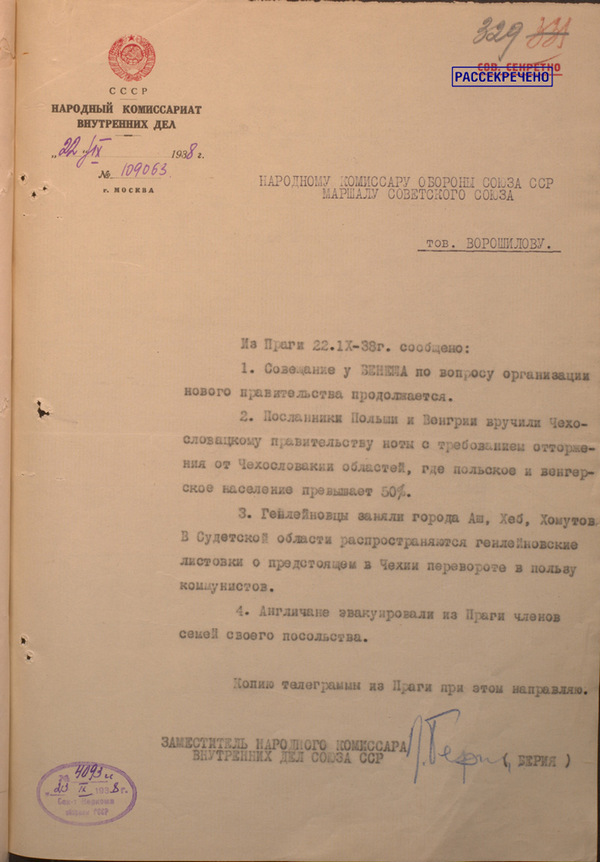 329 331
СОВ. СЕКРЕТНО
РАССЕКРЕЧЕНО
СССР
НАРОДНЫЙ КОМИССАРИАТ
ВНУТРЕННИХ ДЕЛ
„22" IX 1938 г.
№ 109063
г. МОСКВА
НАРОДНОМУ КОМИССАРУ ОБОРОНЫ СОЮЗА ССР
МАРШАЛУ СОВЕТСКОГО СОЮЗА
тов. ВОРОШИЛОВУ.
Из Праги 22.IX-38г. сообщено:
1. Совещание у БЕНЕША по вопросу организации
нового правительства продолжается.
2. Посланники Польши и Венгрии вручили Чехо-
словацкому правительству ноты с требованием отторже-
ния от Чехословакии областей, где польское и венгер-
ское население превышает 50%.
3. Генлейновцы заняли города Аш, Хеб, Хомутов.
В Судетской области распространяются генлейновские
листовки о предстоящем в Чехии перевороте в пользу
коммунистов.
4. Англичане эвакуировали из Праги членов
семей своего посольства.
Копию телеграммы из Праги при этом направляю.
ЗАМЕСТИТЕЛЬ НАРОДНОГО КОМИССАРА
ВНУТРЕННИХ ДЕЛ СОЮЗА ССР
Л. Берия ( БЕРИЯ )
4093
"23" IX 1938г.
обороны СССР